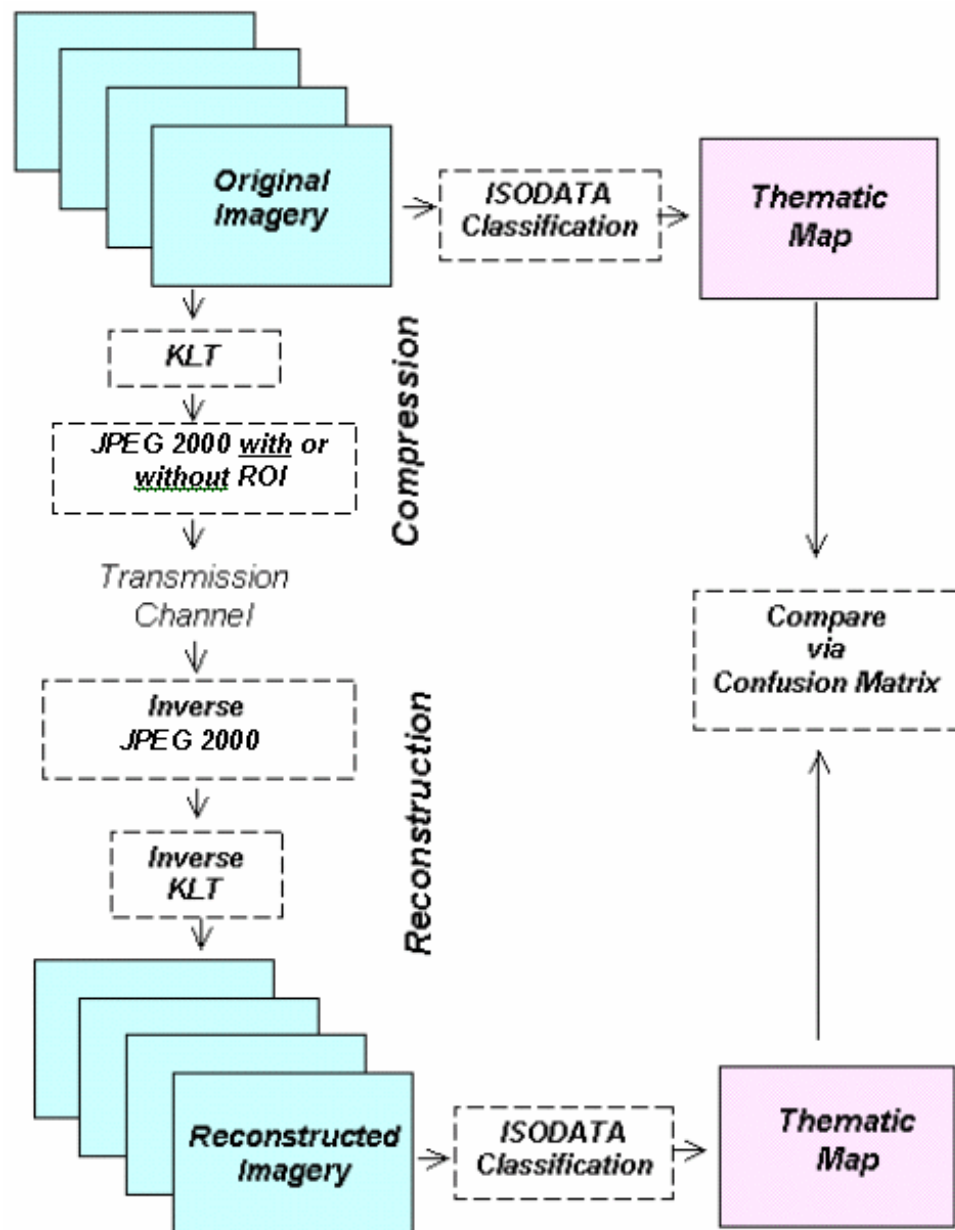 Original
Imagery
ISODATA
Classification
Thematic
Map
KLT
JPEG 2000 with or
without ROI
Compression
Transmission
Channel
Compare
via
Confusion Matrix
Inverse
JPEG 2000
Inverse
KLT
Reconstruction
Reconstructed
Imagery
ISODATA
Classification
Thematic
Map